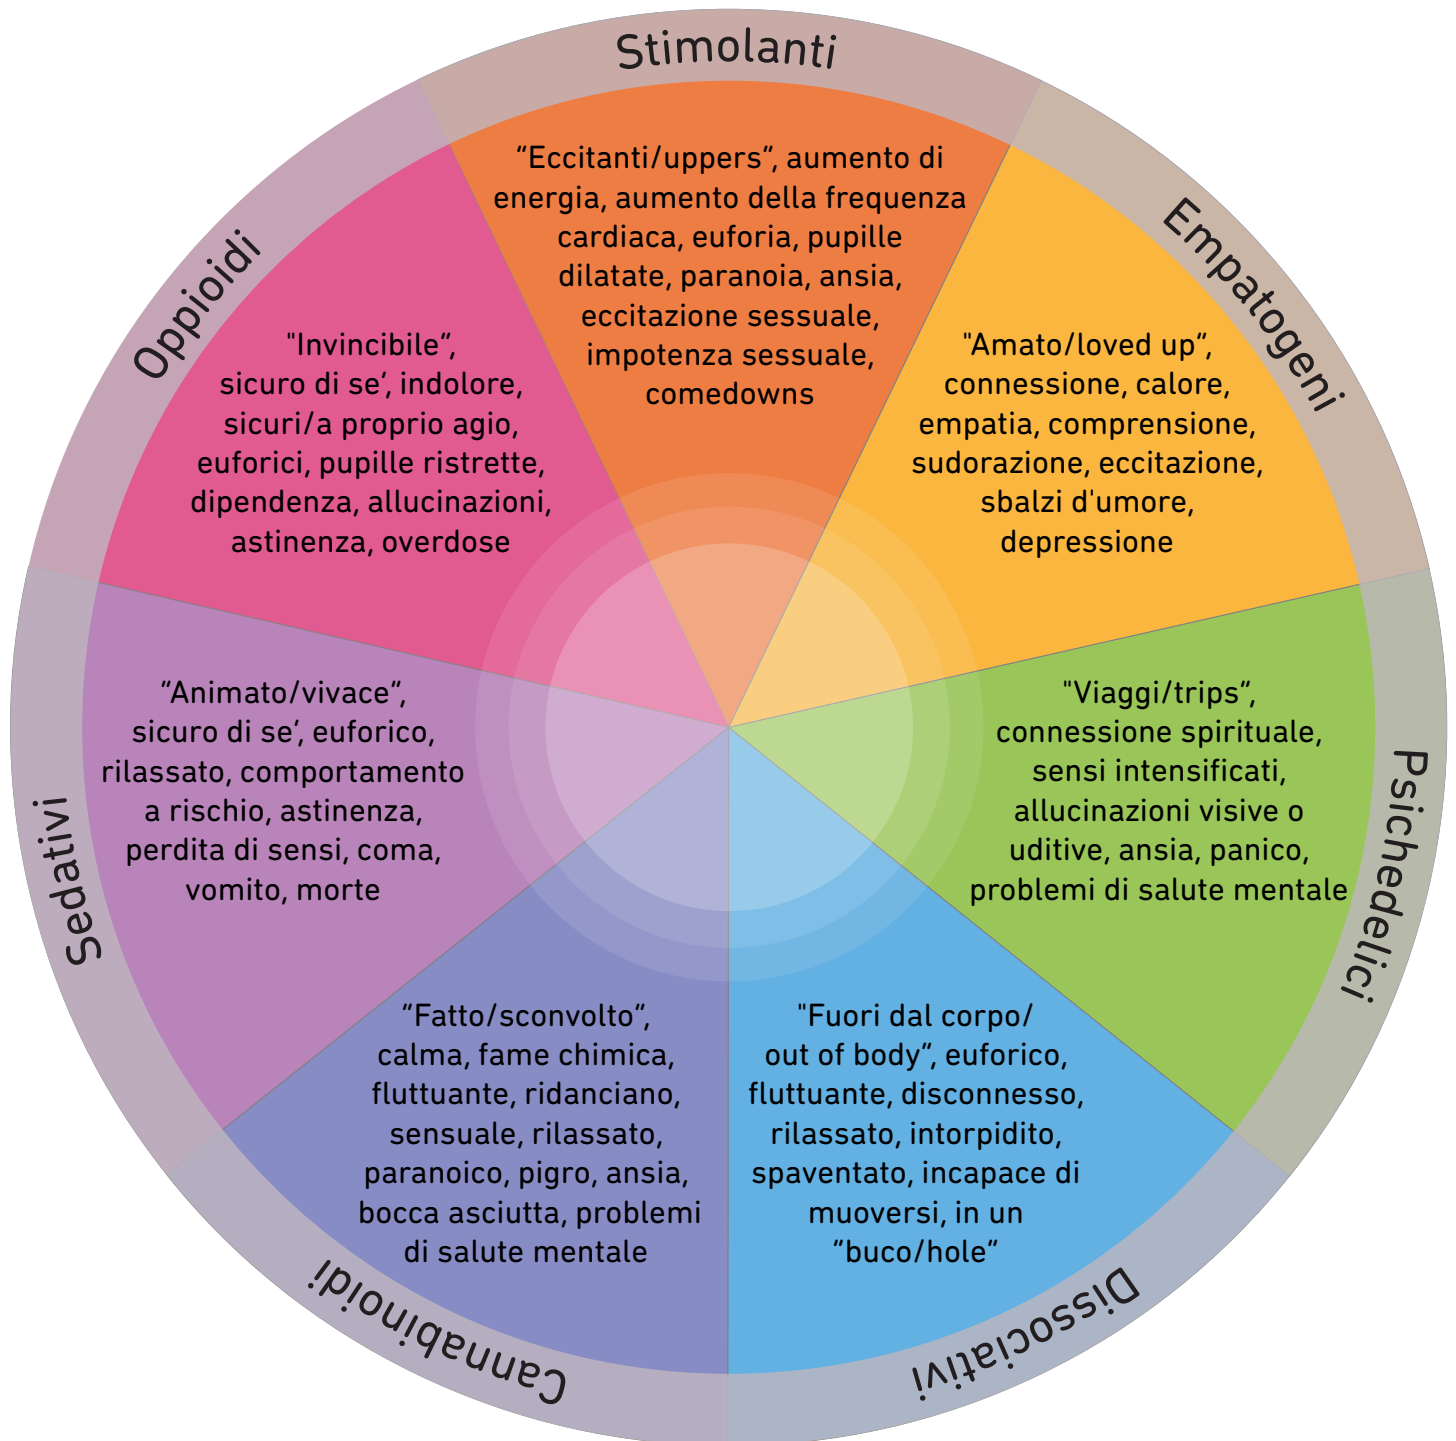 Stimolanti
“Eccitanti/uppers“, aumento di
energia, aumento della frequenza
cardiaca, euforia, pupille
dilatate, paranoia, ansia,
eccitazione sessuale,
impotenza sessuale,
comedowns
Empatogeni
"Amato/loved up“,
connessione, calore,
empatia, comprensione,
sudorazione, eccitazione,
sbalzi d'umore,
depressione
Psichedelici
"Viaggi/trips“,
connessione spirituale,
sensi intensificati,
allucinazioni visive o
uditive, ansia, panico,
problemi di salute mentale
Dissociativi
"Fuori dal corpo/
out of body“, euforico,
fluttuante, disconnesso,
rilassato, intorpidito,
spaventato, incapace di
muoversi, in un
“buco/hole“
Cannabinoidi
“Fatto/sconvolto“,
calma, fame chimica,
fluttuante, ridanciano,
sensuale, rilassato,
paranoico, pigro, ansia,
bocca asciutta, problemi
di salute mentale
Sedativi
“Animato/vivace“,
sicuro di se‘, euforico,
rilassato, comportamento
a rischio, astinenza,
perdita di sensi, coma,
vomito, morte
Oppioidi
"Invincibile“,
sicuro di se‘, indolore,
sicuri/a proprio agio,
euforici, pupille ristrette,
dipendenza, allucinazioni,
astinenza, overdose